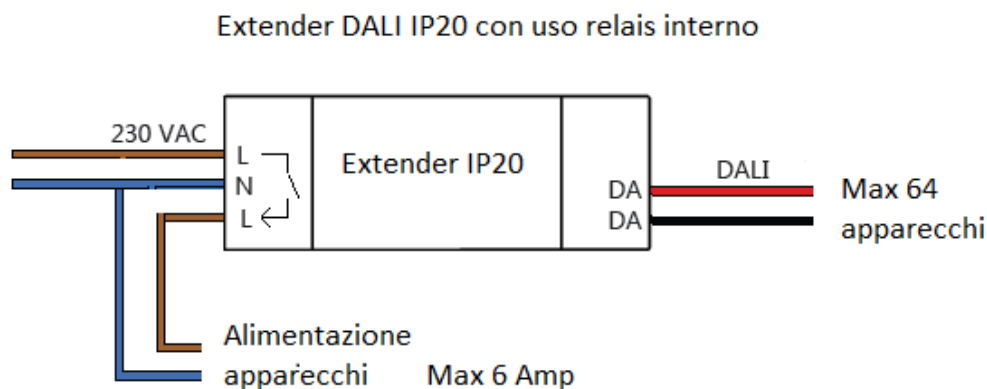 Extender DALI IP20 con uso relais interno
230 VAC
L
N
L
Extender IP20
DA
DA
DALI
Max 64
apparecchi
Alimentazione
apparecchi Max 6 Amp